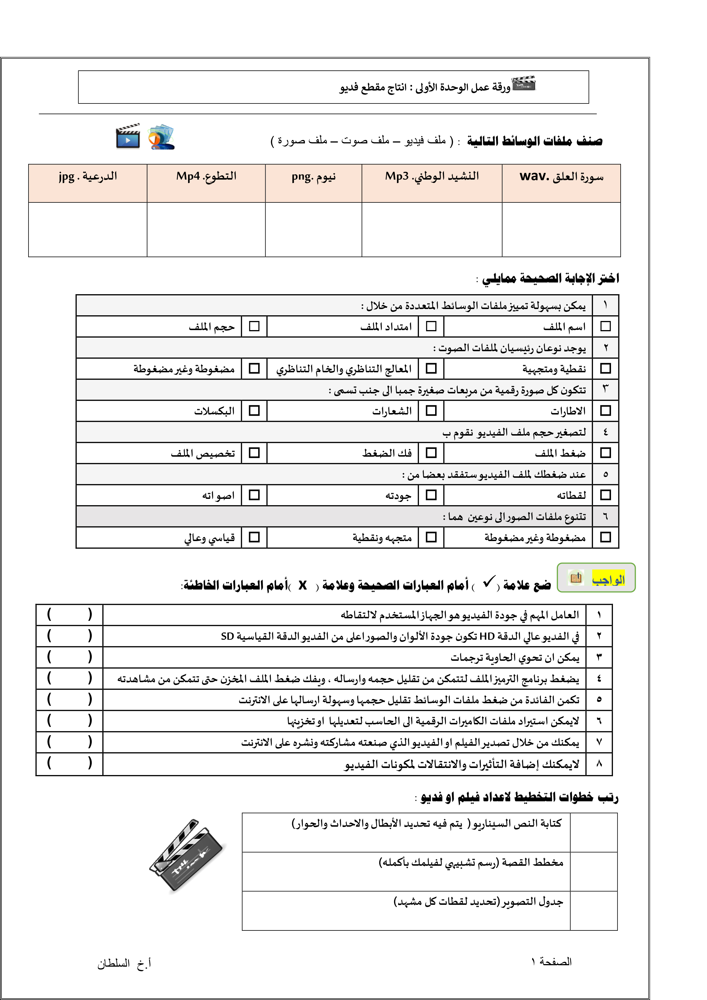 ورقة عمل الوحدة الأولى : انتاج مقطع فديو
صنف ملفات الوسائط التالية : ( ملف فيديو – ملف صوت – ملف صورة )
سورة العلق .wav
النشيد الوطني. Mp3
نيوم .png
التطوع. Mp4
الدرعية . jpg
اختر الإجابة الصحيحة ممايلي :
١ يمكن بسهولة تمييز ملفات الوسائط المتعددة من خلال :
☐ اسم الملف ☐ امتداد الملف ☐ حجم الملف
٢ يوجد نوعان رئيسيان لملفات الصوت :
☐ نقطية ومتجهية ☐ المعالج التناظري والخام التناظري ☐ مضغوطة وغير مضغوطة
٣ تتكون كل صورة رقمية من مربعات صغيرة جمبا الى جنب تسمى :
☐ الاطارات ☐ الشعارات ☐ البكسلات
٤ لتصغير حجم ملف الفيديو نقوم ب
☐ ضغط الملف ☐ فك الضغط ☐ تخصيص الملف
٥ عند ضغطك لملف الفيديو ستفقد بعضا من :
☐ لقطاته ☐ جودته ☐ اصواته
٦ تتنوع ملفات الصور الى نوعين هما :
☐ مضغوطة وغير مضغوطة ☐ متجهه ونقطية ☐ قياسي وعالي
الواجب
ضع علامة ( ✓ ) أمام العبارات الصحيحة وعلامة ( X )أمام العبارات الخاطئة:
١ العامل المهم في جودة الفيديو هو الجهاز المستخدم لالتقاطه ( )
٢ في الفديو عالي الدقة HD تكون جودة الألوان والصور اعلى من الفديو الدقة القياسية SD ( )
٣ يمكن ان تحوي الحاوية ترجمات ( )
٤ يضغط برنامج الترميز الملف لتتمكن من تقليل حجمه وارساله ، ويفك ضغط الملف المخزن حتى تتمكن من مشاهدته ( )
٥ تكمن الفائدة من ضغط ملفات الوسائط تقليل حجمها وسهولة ارسالها على الانترنت ( )
٦ لايمكن استيراد ملفات الكاميرات الرقمية الى الحاسب لتعديلها او تخزينها ( )
٧ يمكنك من خلال تصدير الفيلم او الفيديو الذي صنعته مشاركته ونشره على الانترنت ( )
٨ لايمكنك إضافة التأثيرات والانتقالات لمكونات الفيديو ( )
رتب خطوات التخطيط لاعداد فيلم او فديو :
كتابة النص السيناريو ( يتم فيه تحديد الأبطال والاحداث والحوار)
مخطط القصة (رسم تشبيهي لفيلمك بأكمله)
جدول التصوير (تحديد لقطات كل مشهد)
الصفحة ١
أ.خ السلطان